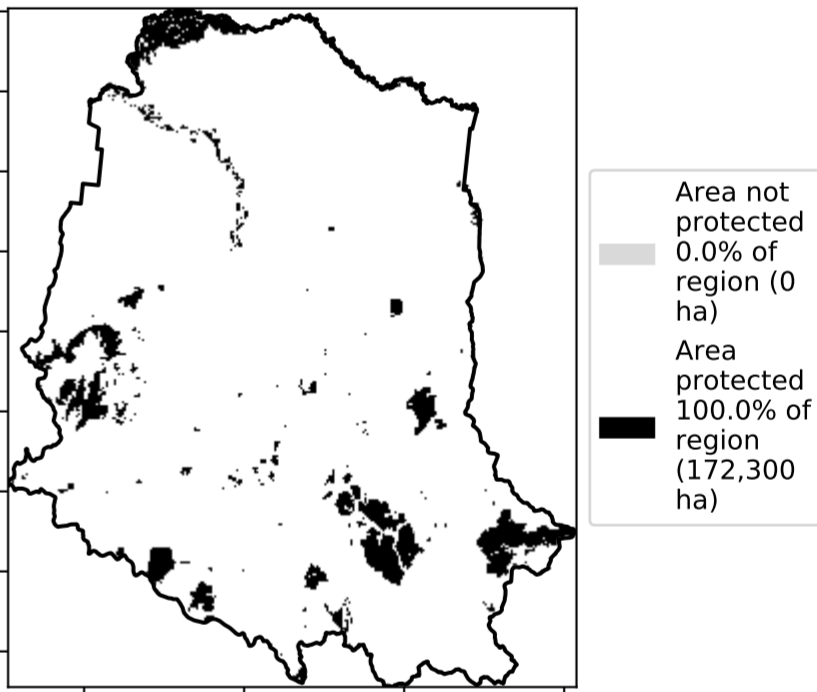 Area not
protected
0.0% of
region (0
ha)
Area
protected
100.0% of
region
(172,300
ha)